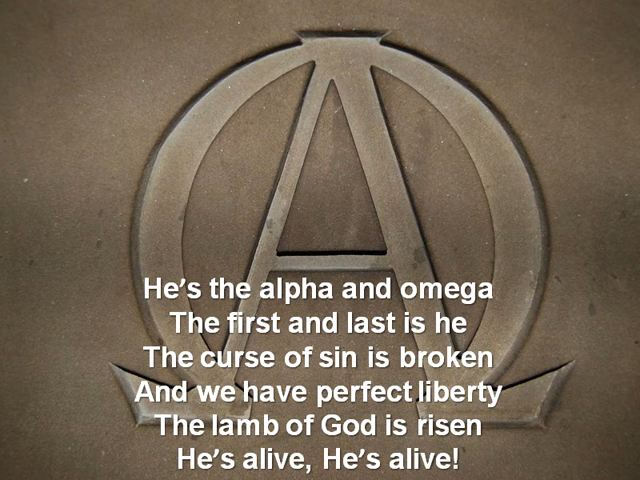 He's the alpha and omega
The first and last is he
The curse of sin is broken
And we have perfect liberty
The lamb of God is risen
He's alive, He's alive!